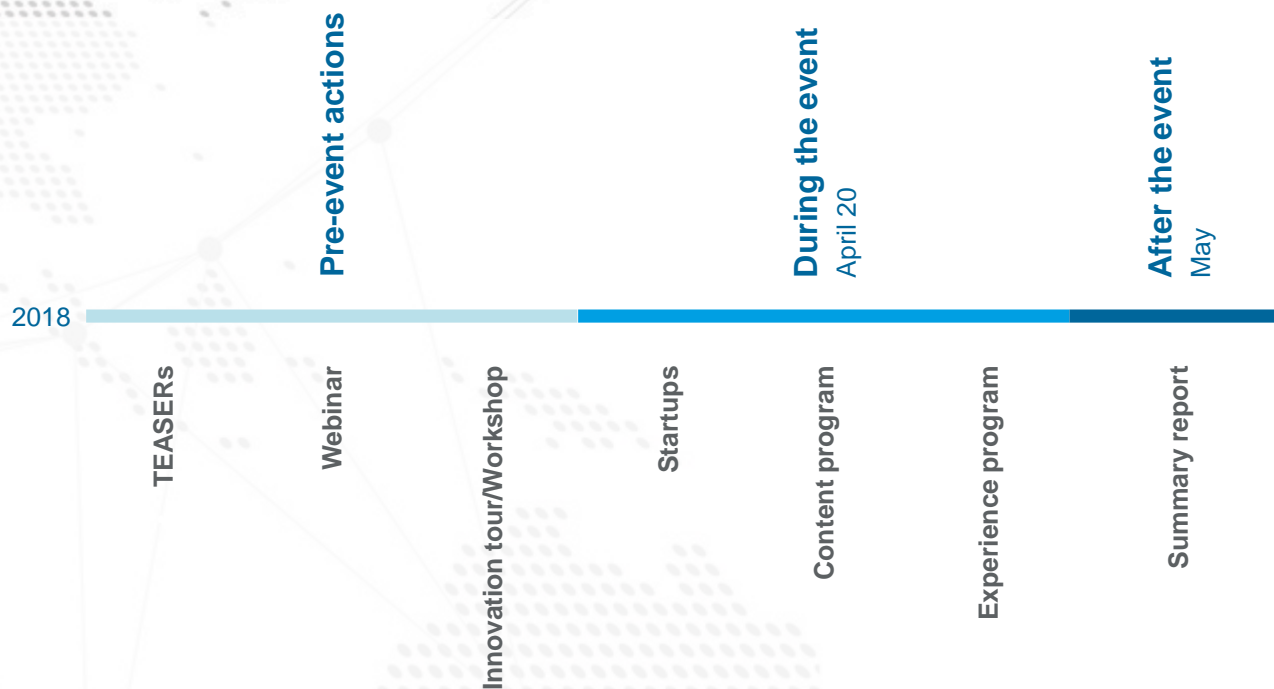 Pre-event actions
During the event
April 20
After the event
May
2018
TEASERs
Webinar
Innovation tour/Workshop
Startups
Content program
Experience program
Summary report